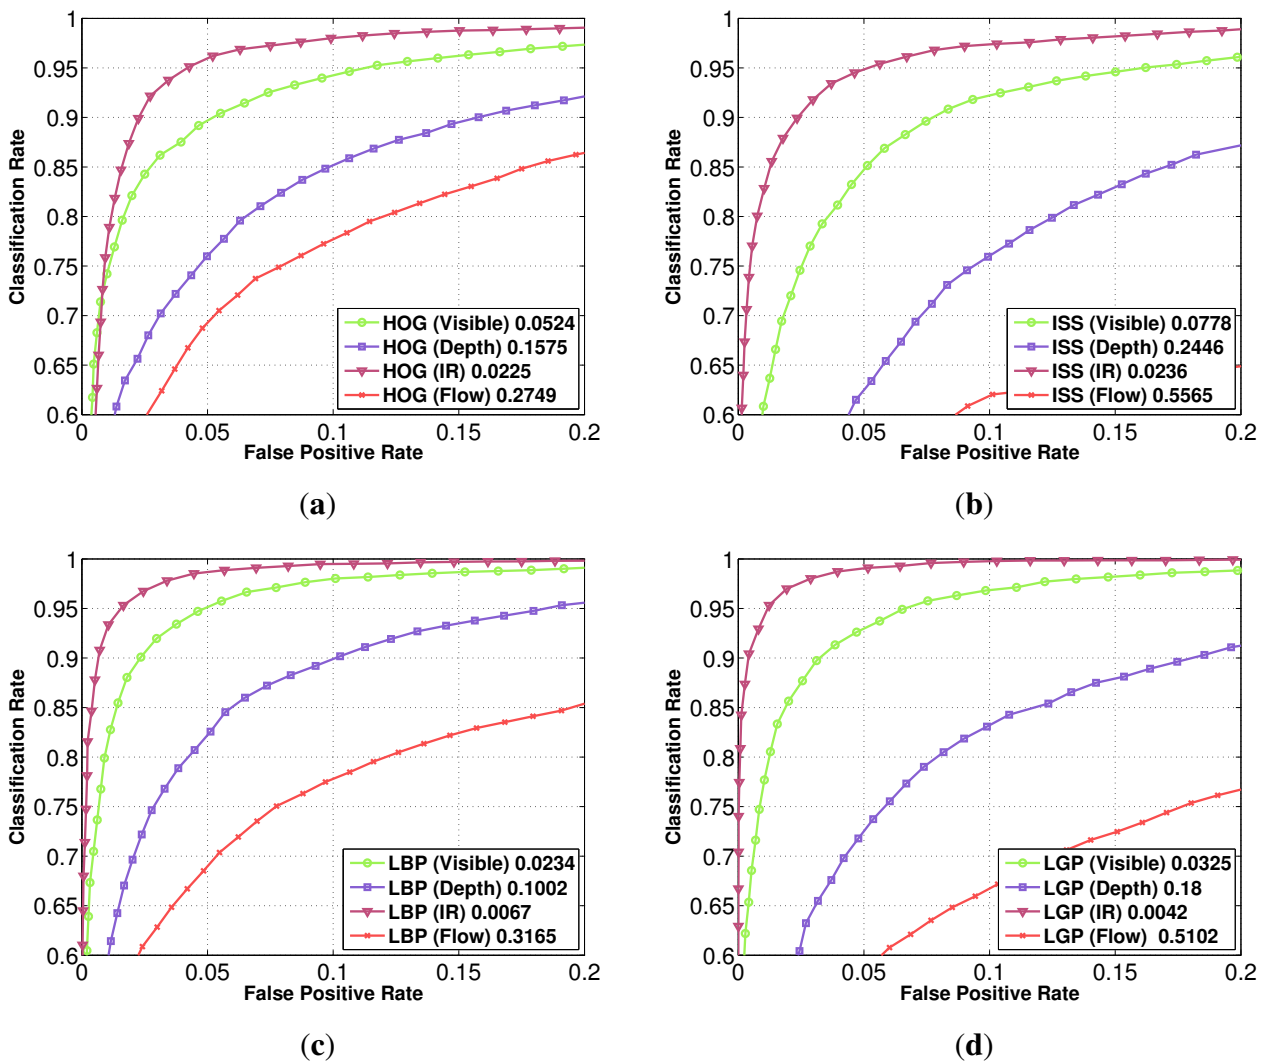 1
0.95
0.9
0.85
0.8
0.75
0.7
0.65
0.6
Classification Rate
HOG (Visible) 0.0524
HOG (Depth) 0.1575
HOG (IR) 0.0225
HOG (Flow) 0.2749
0 0.05 0.1 0.15 0.2
False Positive Rate
(a)
1
0.95
0.9
0.85
0.8
0.75
0.7
0.65
0.6
Classification Rate
ISS (Visible) 0.0778
ISS (Depth) 0.2446
ISS (IR) 0.0236
ISS (Flow) 0.5565
0 0.05 0.1 0.15 0.2
False Positive Rate
(b)
1
0.95
0.9
0.85
0.8
0.75
0.7
0.65
0.6
Classification Rate
LBP (Visible) 0.0234
LBP (Depth) 0.1002
LBP (IR) 0.0067
LBP (Flow) 0.3165
0 0.05 0.1 0.15 0.2
False Positive Rate
(c)
1
0.95
0.9
0.85
0.8
0.75
0.7
0.65
0.6
Classification Rate
LGP (Visible) 0.0325
LGP (Depth) 0.18
LGP (IR) 0.0042
LGP (Flow) 0.5102
0 0.05 0.1 0.15 0.2
False Positive Rate
(d)